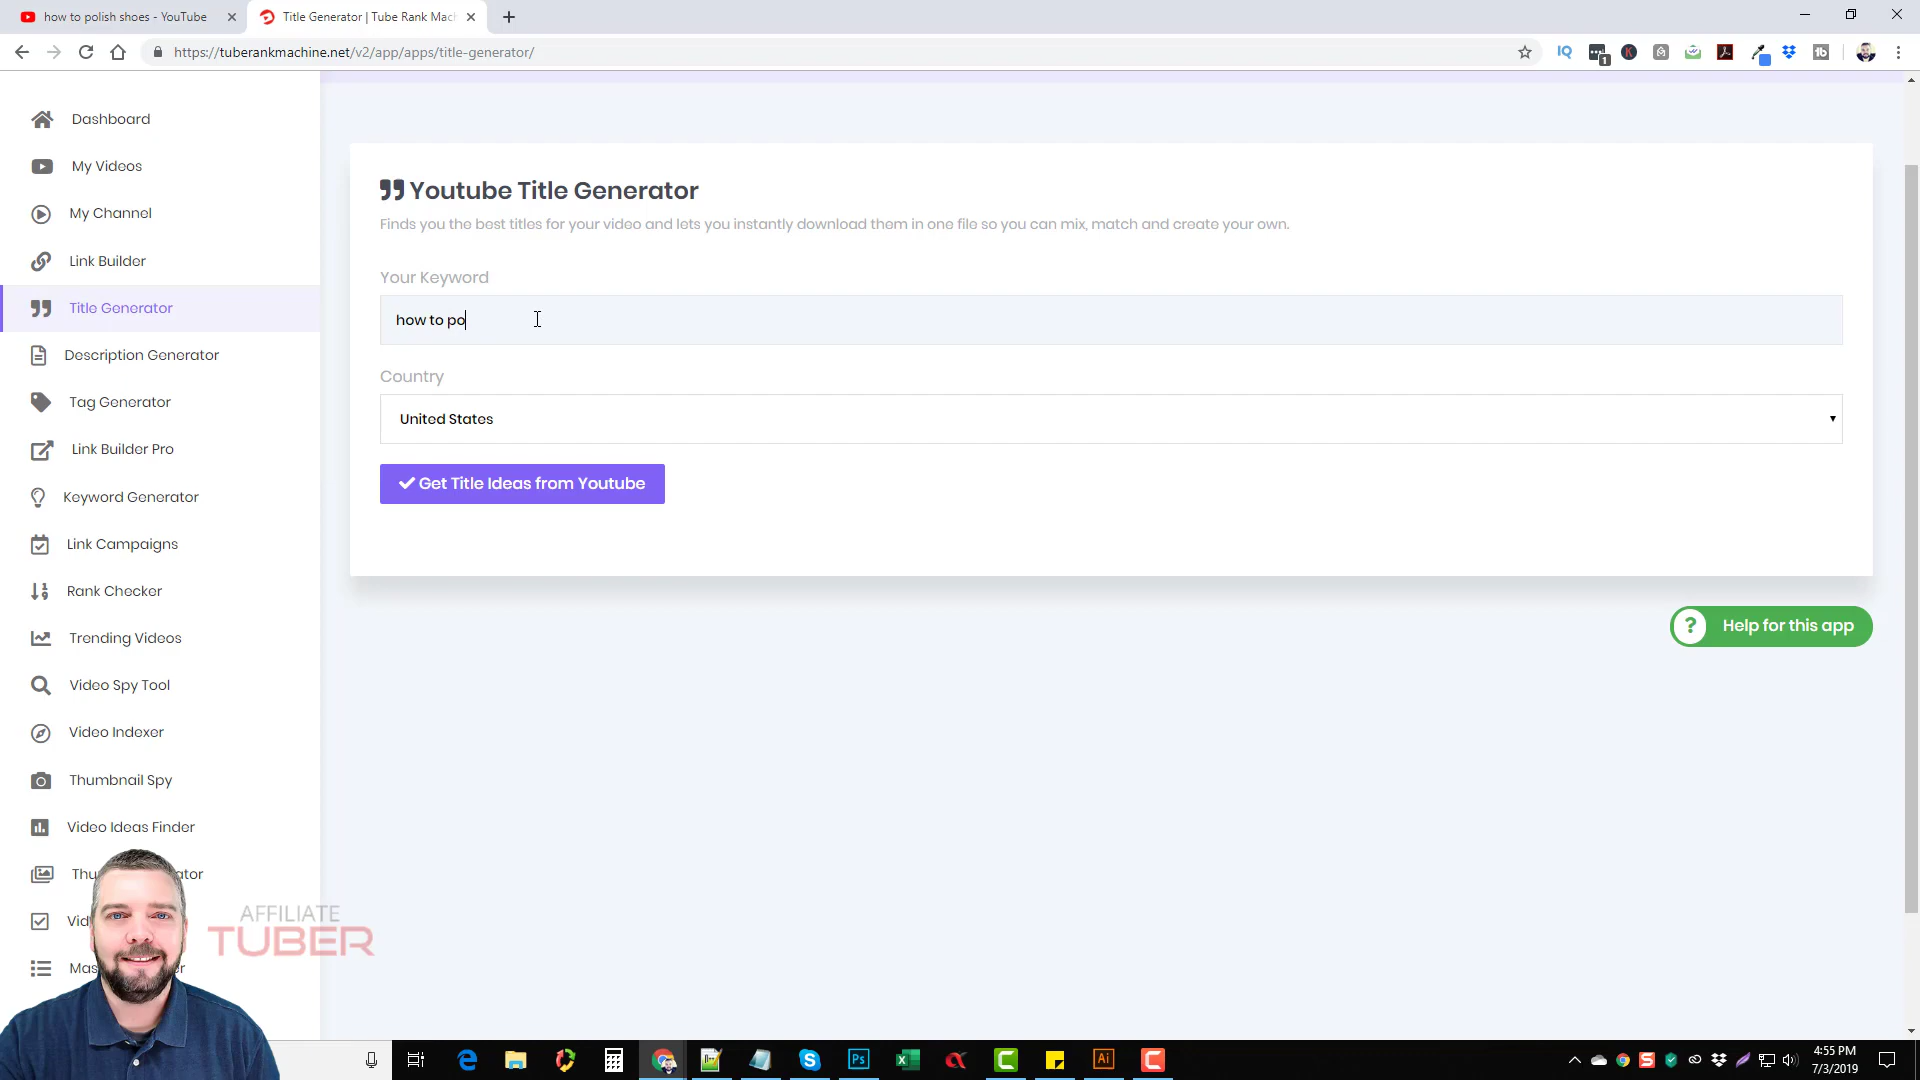 how to polish shoes - YouTube
Title Generator | Tube Rank Mac
https://tuberankmachine.net/v2/app/apps/title-generator/
IQ
1
K
tb
Dashboard
My Videos
My Channel
Link Builder
Title Generator
Description Generator
Tag Generator
Link Builder Pro
Keyword Generator
Link Campaigns
Rank Checker
Trending Videos
Video Spy Tool
Video Indexer
Thumbnail Spy
Video Ideas Finder
Youtube Title Generator
Finds you the best titles for your video and lets you instantly download them in one file so you can mix, match and create your own.
Your Keyword
how to po
Country
United States
Get Title Ideas from Youtube
? Help for this app
AFFILIATE
TUBER
Ps
Ai
4:55 PM
7/3/2019